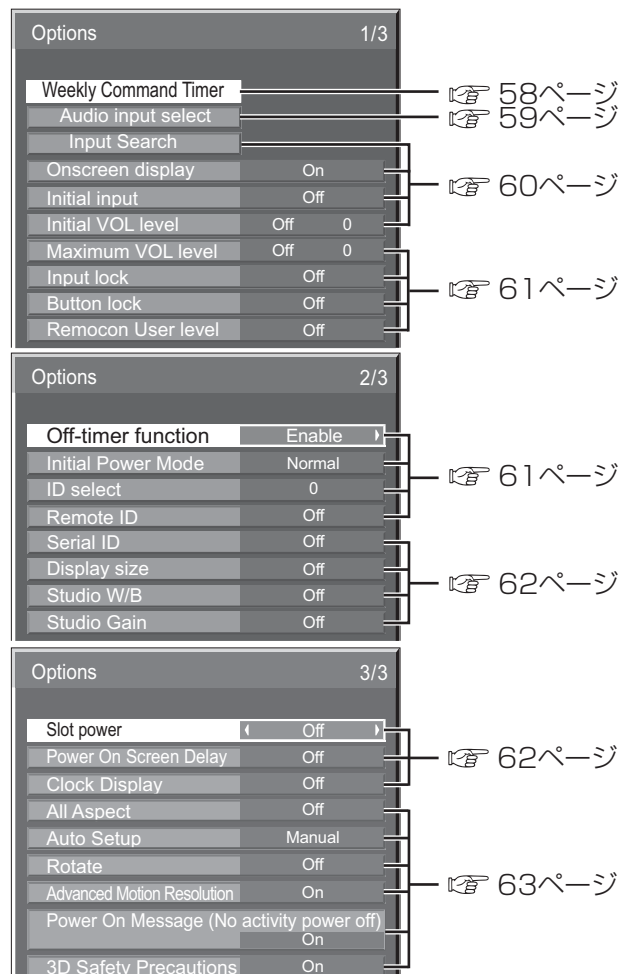 Options 1/3
Weekly Command Timer 58ページ
Audio input select 59ページ
Input Search
Onscreen display On
Initial input Off
60ページ
Initial VOL level Off 0
Maximum VOL level Off 0
Input lock Off
61ページ
Button lock Off
Remocon User level Off
Options 2/3
Off-timer function Enable
Initial Power Mode Normal
61ページ
ID select 0
Remote ID Off
Serial ID Off
Display size Off
62ページ
Studio W/B Off
Studio Gain Off
Options 3/3
Slot power Off
Power On Screen Delay Off
62ページ
Clock Display Off
All Aspect Off
Auto Setup Manual
Rotate Off
Advanced Motion Resolution On
63ページ
Power On Message (No activity power off)
On
3D Safety Precautions On